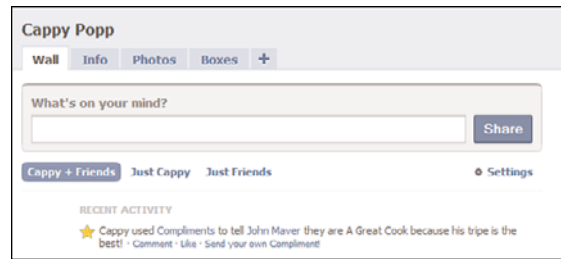 Cappy Popp
Wall Info Photos Boxes +
What's on your mind?
Share
Cappy + Friends Just Cappy Just Friends Settings
RECENT ACTIVITY
Cappy used Compliments to tell John Maver they are A Great Cook because his tripe is the
best! · Comment · Like · Send your own Compliment!